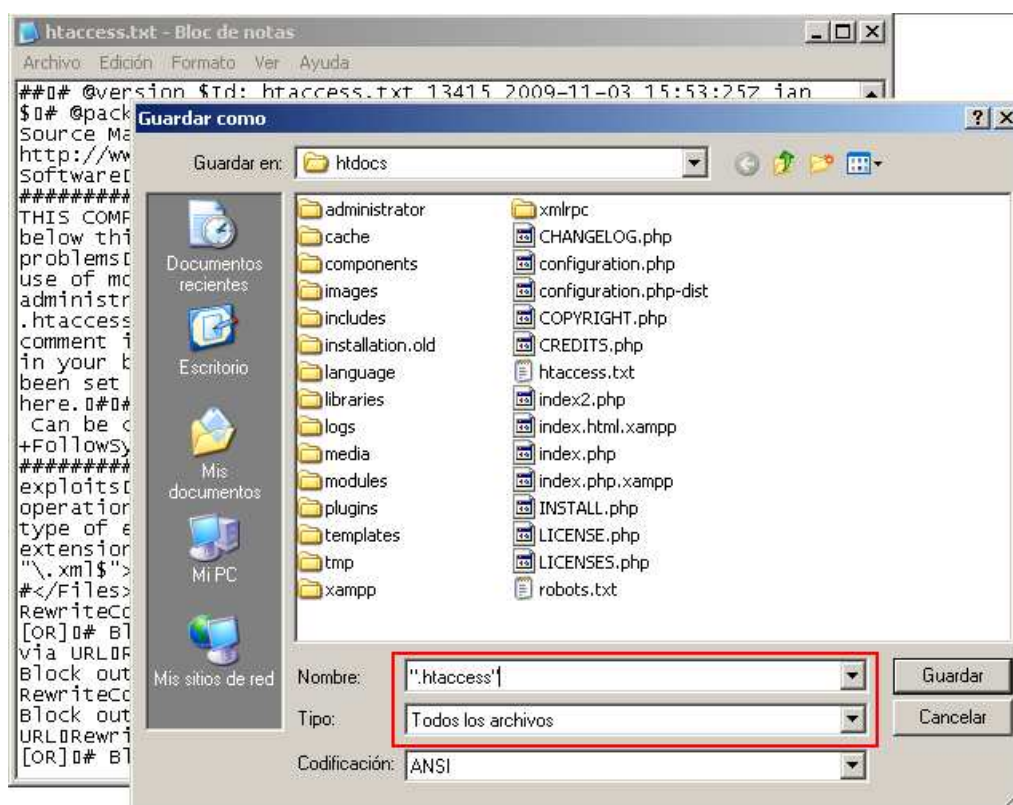 htaccess.txt - Bloc de notas
Archivo Edición Formato Ver Ayuda
##▯# @version $Id: htaccess.txt 13415 2009-11-03 15:53:25Z ian
$▯# @pack
Source Ma
http://ww
Software▯
#########
THIS COMP
below thi
problems▯
use of mo
administr
.htaccess
comment i
in your b
been set
here.▯#▯#
Can be c
+FollowSy
#########
exploits▯
operation
type of e
extension
"\.xml$">
#</Files>
RewriteCo
[OR]▯# Bl
via URL▯R
Block out
RewriteCo
Block out
URL▯Rewri
[OR]▯# Bl
Guardar como
Guardar en: htdocs
Documentos recientes
Escritorio
Mis documentos
Mi PC
Mis sitios de red
administrator
cache
components
images
includes
installation.old
language
libraries
logs
media
modules
plugins
templates
tmp
xampp
xmlrpc
CHANGELOG.php
configuration.php
configuration.php-dist
COPYRIGHT.php
CREDITS.php
htaccess.txt
index2.php
index.html.xampp
index.php
index.php.xampp
INSTALL.php
LICENSE.php
LICENSES.php
robots.txt
Nombre: ".htaccess" Guardar
Tipo: Todos los archivos Cancelar
Codificación: ANSI